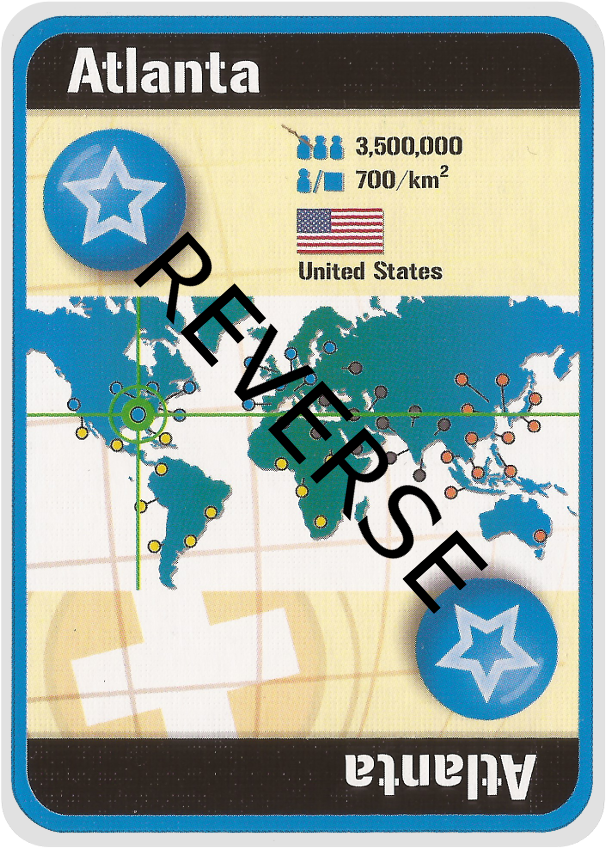 Atlanta
3,500,000
700/km²
United States
REVERSE
Atlanta